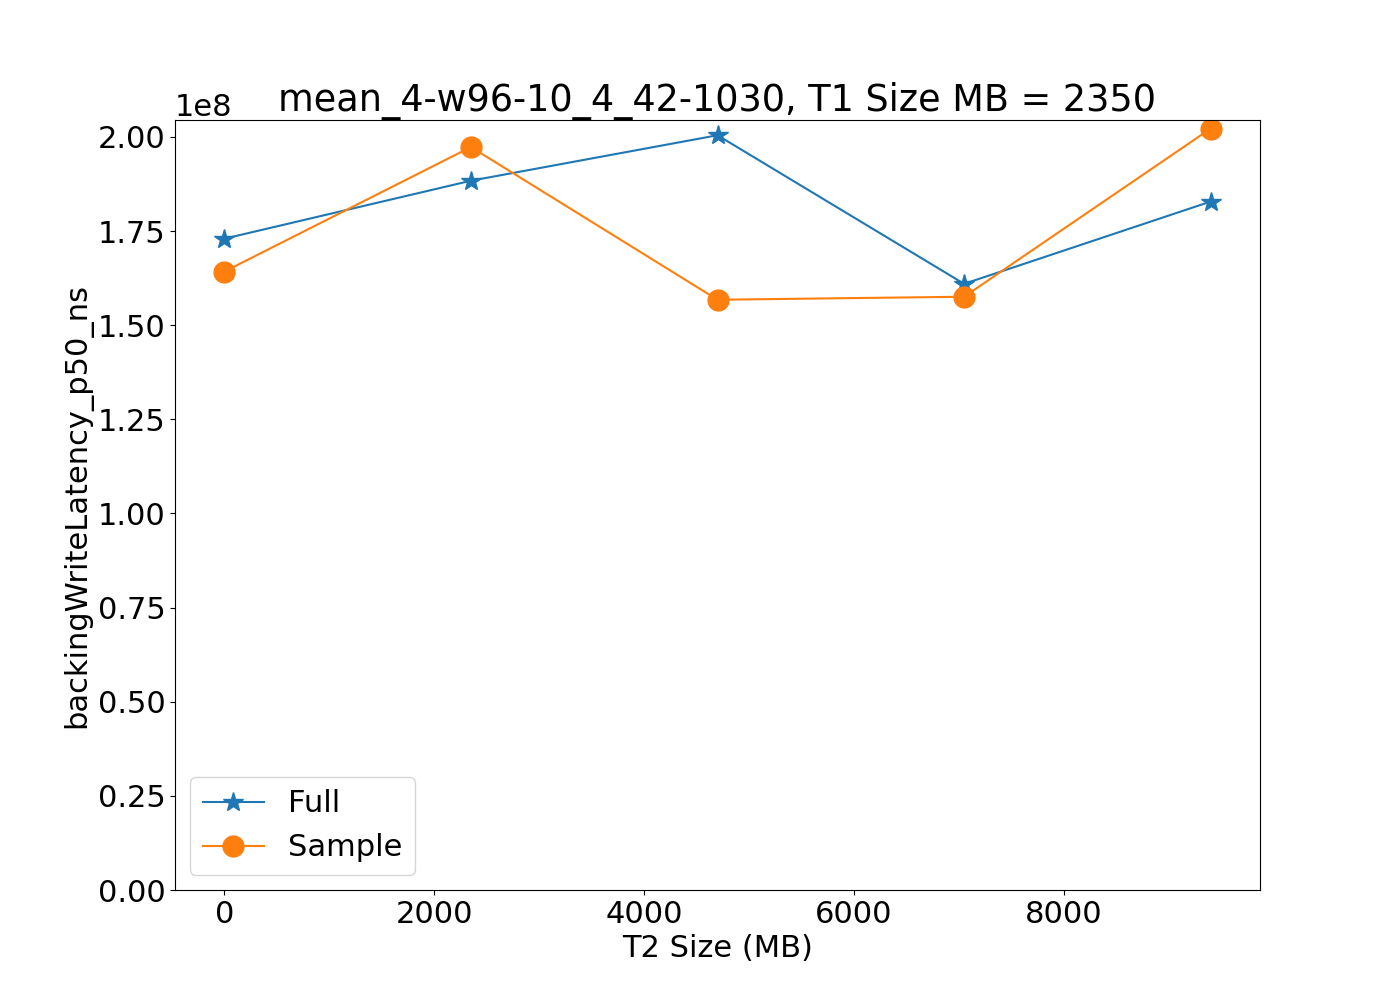 mean_4-w96-10_4_42-1030, T1 Size MB = 2350
1e8
2.00
1.75
1.50
1.25
1.00
0.75
0.50
0.25
0.00
backingWriteLatency_p50_ns
Full
Sample
0 2000 4000 6000 8000
T2 Size (MB)